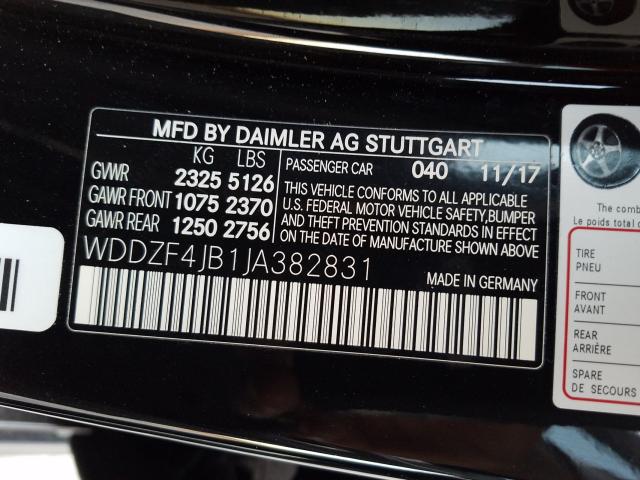 MFD BY DAIMLER AG STUTTGART
KG LBS
GVWR 2325 5126
GAWR FRONT 1075 2370
GAWR REAR 1250 2756
PASSENGER CAR 040 11/17
THIS VEHICLE CONFORMS TO ALL APPLICABLE
U.S. FEDERAL MOTOR VEHICLE SAFETY,BUMPER
AND THEFT PREVENTION STANDARDS IN EFFECT
ON THE DATE OF MANUFACTURE SHOWN ABOVE
WDDZF4JB1JA382831
MADE IN GERMANY
The comb
Le poids total c
TIRE
PNEU
FRONT
AVANT
REAR
ARRIÈRE
SPARE
DE SECOURS